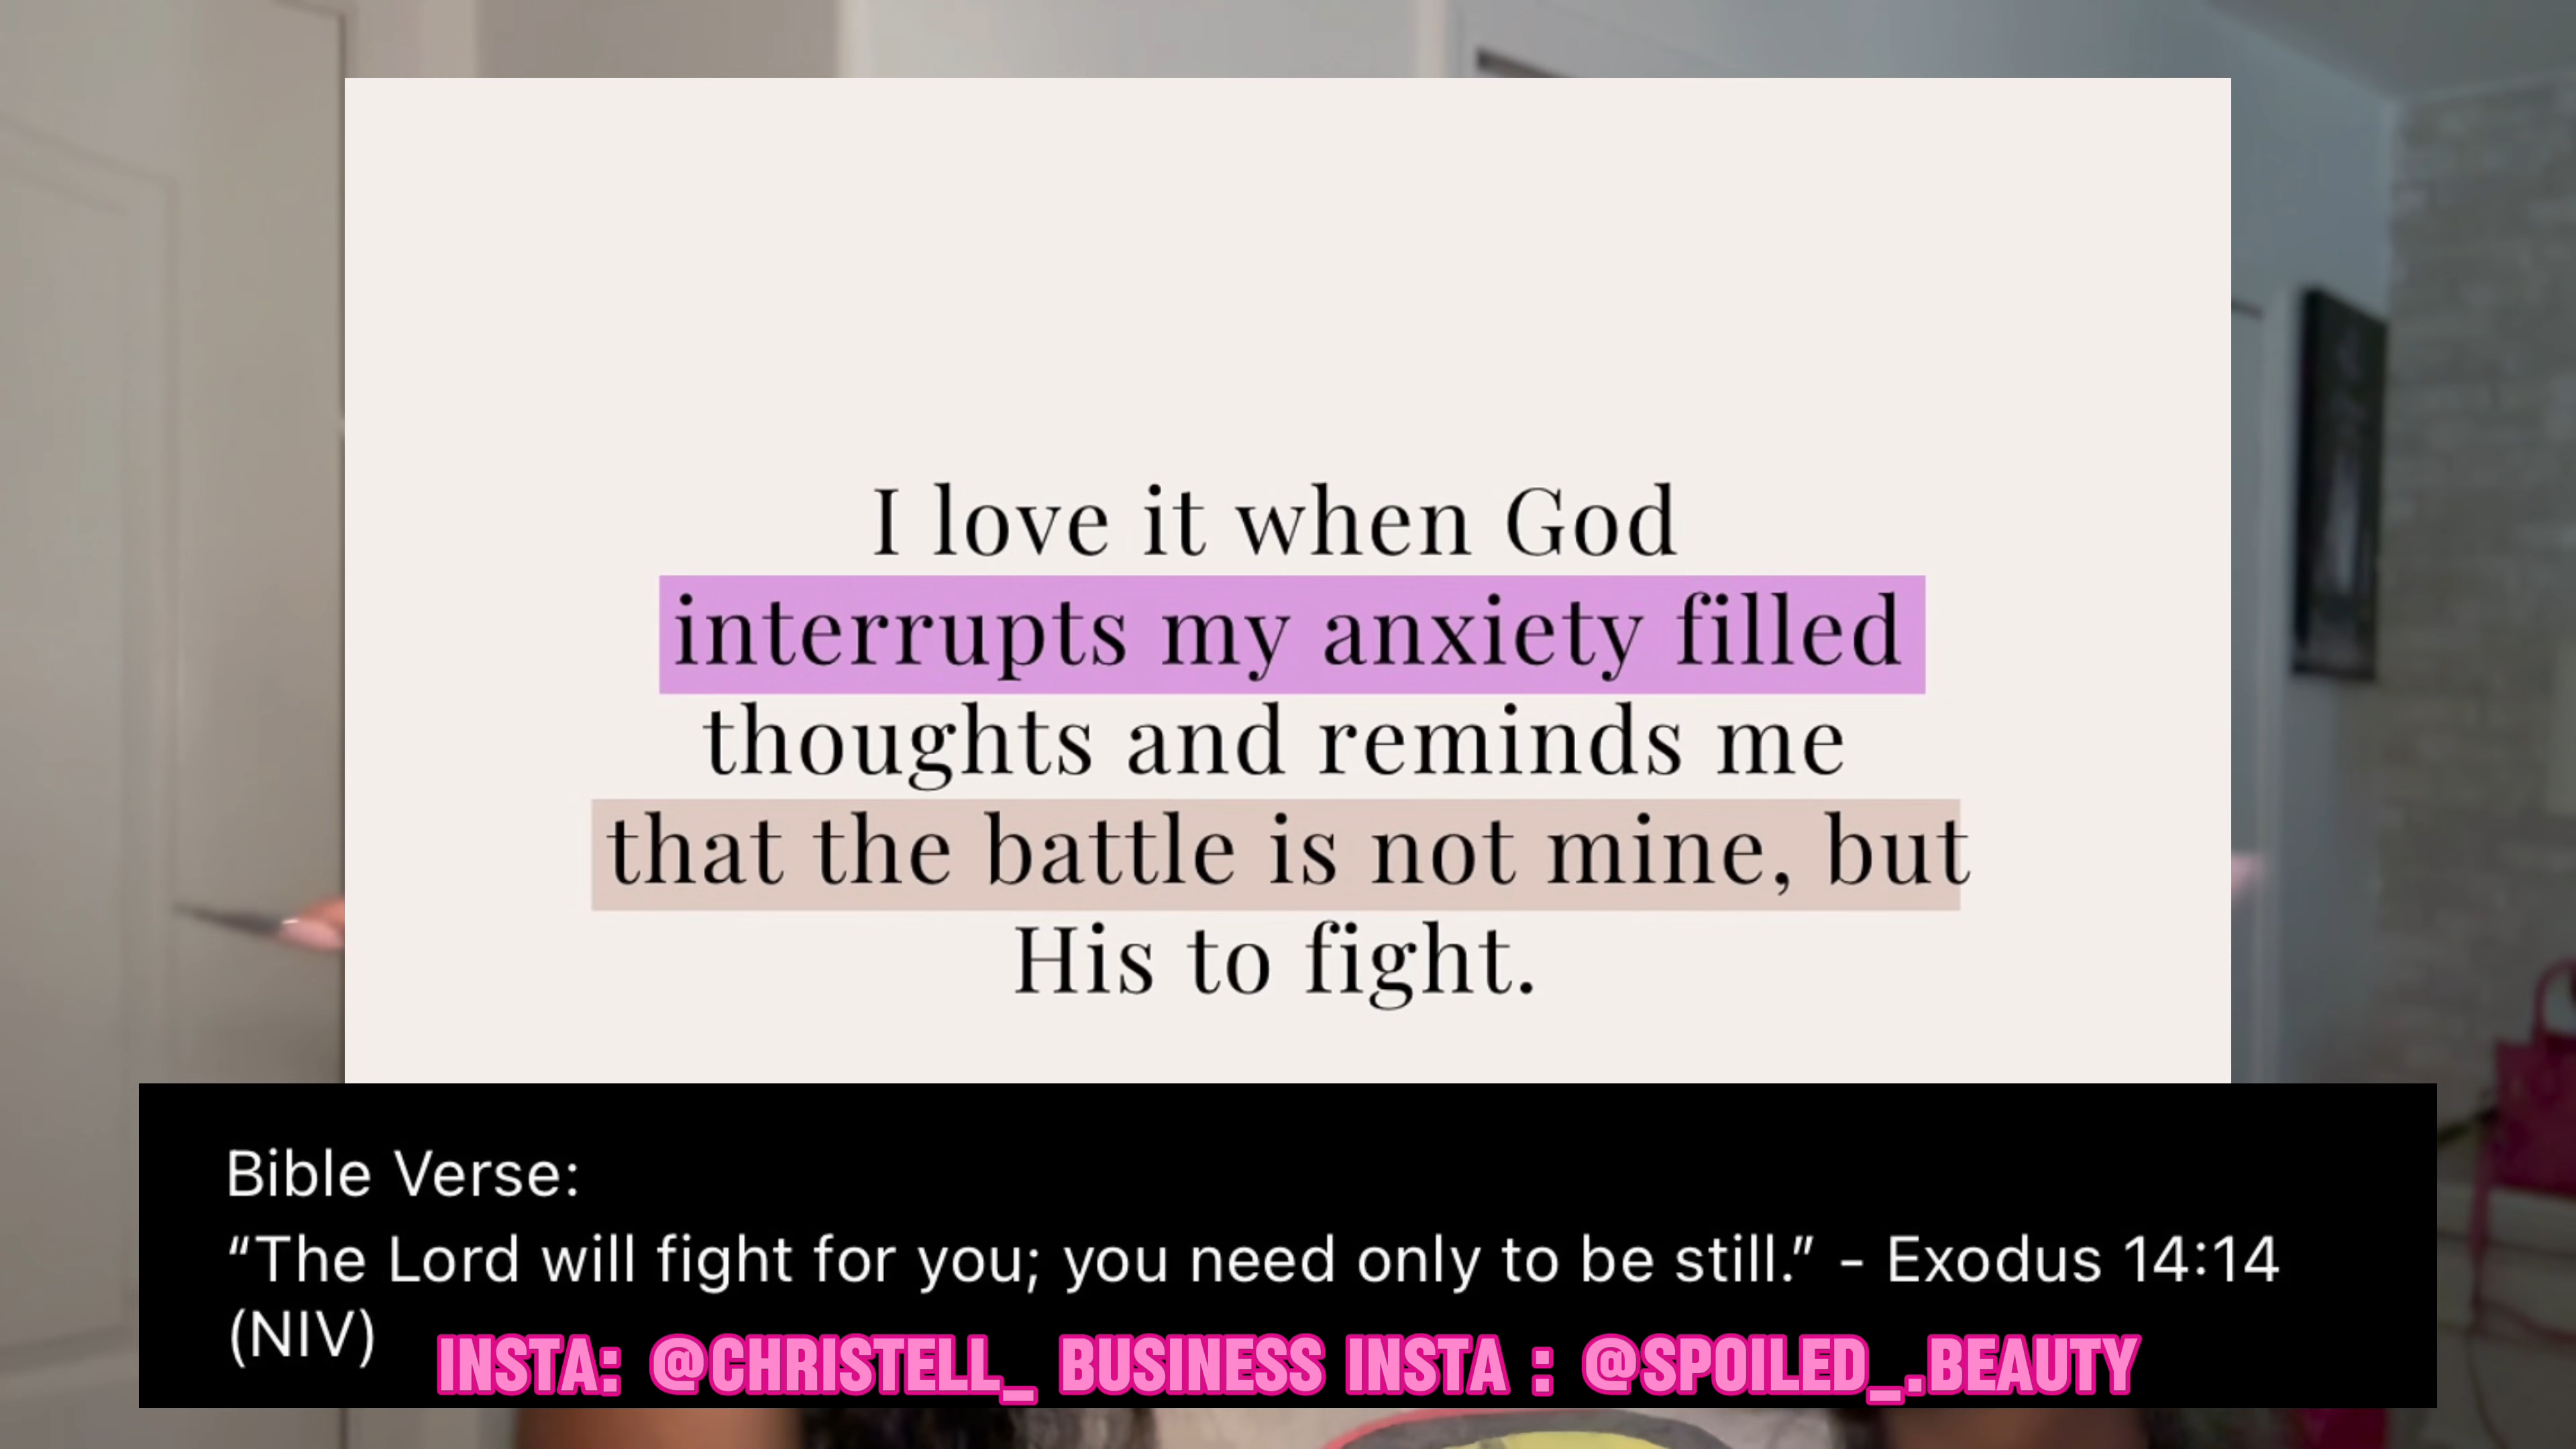 I love it when God
interrupts my anxiety filled
thoughts and reminds me
that the battle is not mine, but
His to fight.
Bible Verse:
“The Lord will fight for you; you need only to be still.” - Exodus 14:14
(NIV)
INSTA: @CHRISTELL_ BUSINESS INSTA : @SPOILED_.BEAUTY